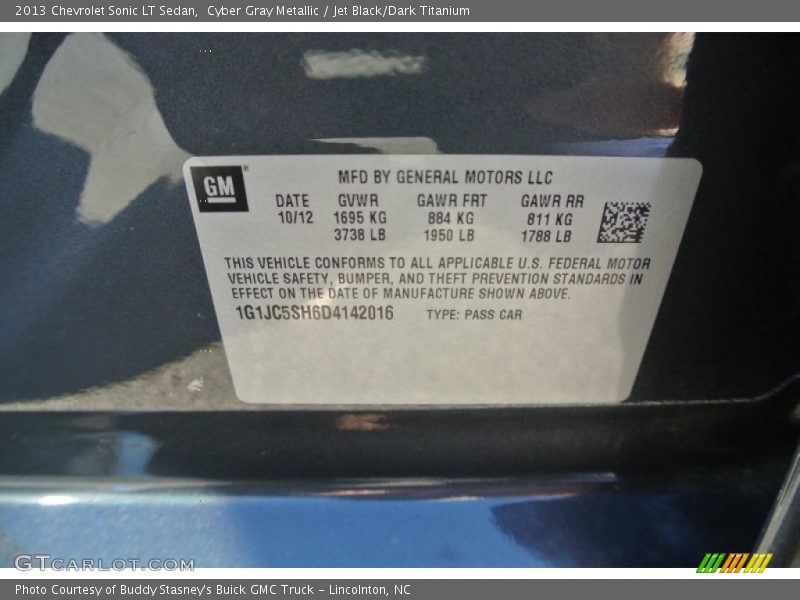 2013 Chevrolet Sonic LT Sedan,  Cyber Gray Metallic / Jet Black/Dark Titanium
GM®
MFD BY GENERAL MOTORS LLC
DATE GVWR GAWR FRT GAWR RR
10/12 1695 KG 884 KG 811 KG
3738 LB 1950 LB 1788 LB
THIS VEHICLE CONFORMS TO ALL APPLICABLE U.S. FEDERAL MOTOR
VEHICLE SAFETY, BUMPER, AND THEFT PREVENTION STANDARDS IN
EFFECT ON THE DATE OF MANUFACTURE SHOWN ABOVE.
1G1JC5SH6D4142016 TYPE: PASS CAR
GTCARLOT.COM
Photo Courtesy of Buddy Stasney's Buick GMC Truck - Lincolnton, NC